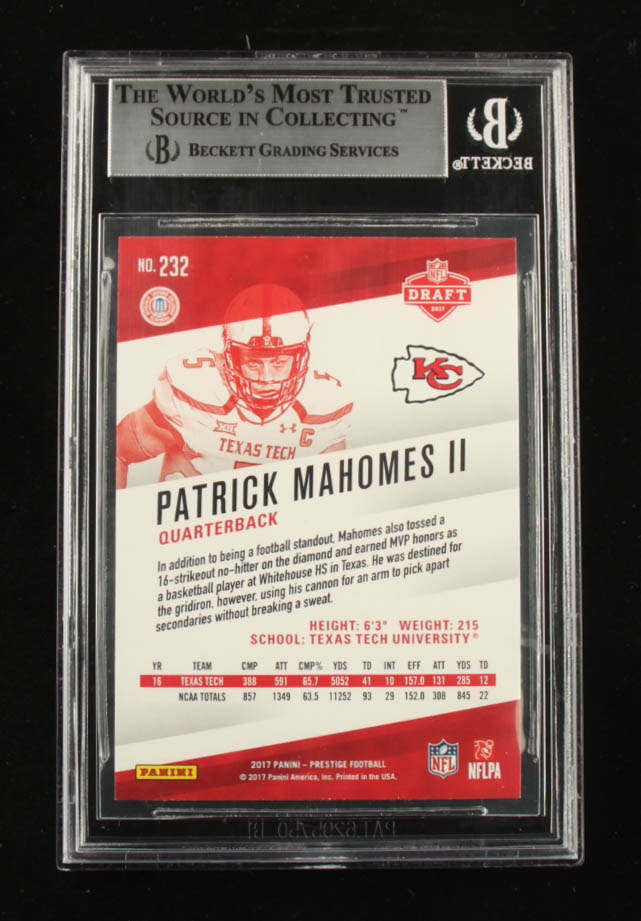 THE WORLD'S MOST TRUSTED
SOURCE IN COLLECTING™
B BECKETT GRADING SERVICES
B
BECKETT®
NO. 232
NFL
DRAFT
2017
KC
5
5
XII
C
TEXAS TECH
PATRICK MAHOMES II
QUARTERBACK
In addition to being a football standout, Mahomes also tossed a
16-strikeout no-hitter on the diamond and earned MVP honors as
a basketball player at Whitehouse HS in Texas. He was destined for
the gridiron, however, using his cannon for an arm to pick apart
secondaries without breaking a sweat.
HEIGHT: 6'3" WEIGHT: 215
SCHOOL: TEXAS TECH UNIVERSITY®
YR TEAM CMP ATT CMP% YDS TD INT EFF ATT YDS TD
16 TEXAS TECH 388 591 65.7 5052 41 10 157.0 131 285 12
NCAA TOTALS 857 1349 63.5 11252 93 29 152.0 308 845 22
2017 PANINI – PRESTIGE FOOTBALL
© 2017 Panini America, Inc. Printed in the USA.
PANINI
NFL
NFLPA